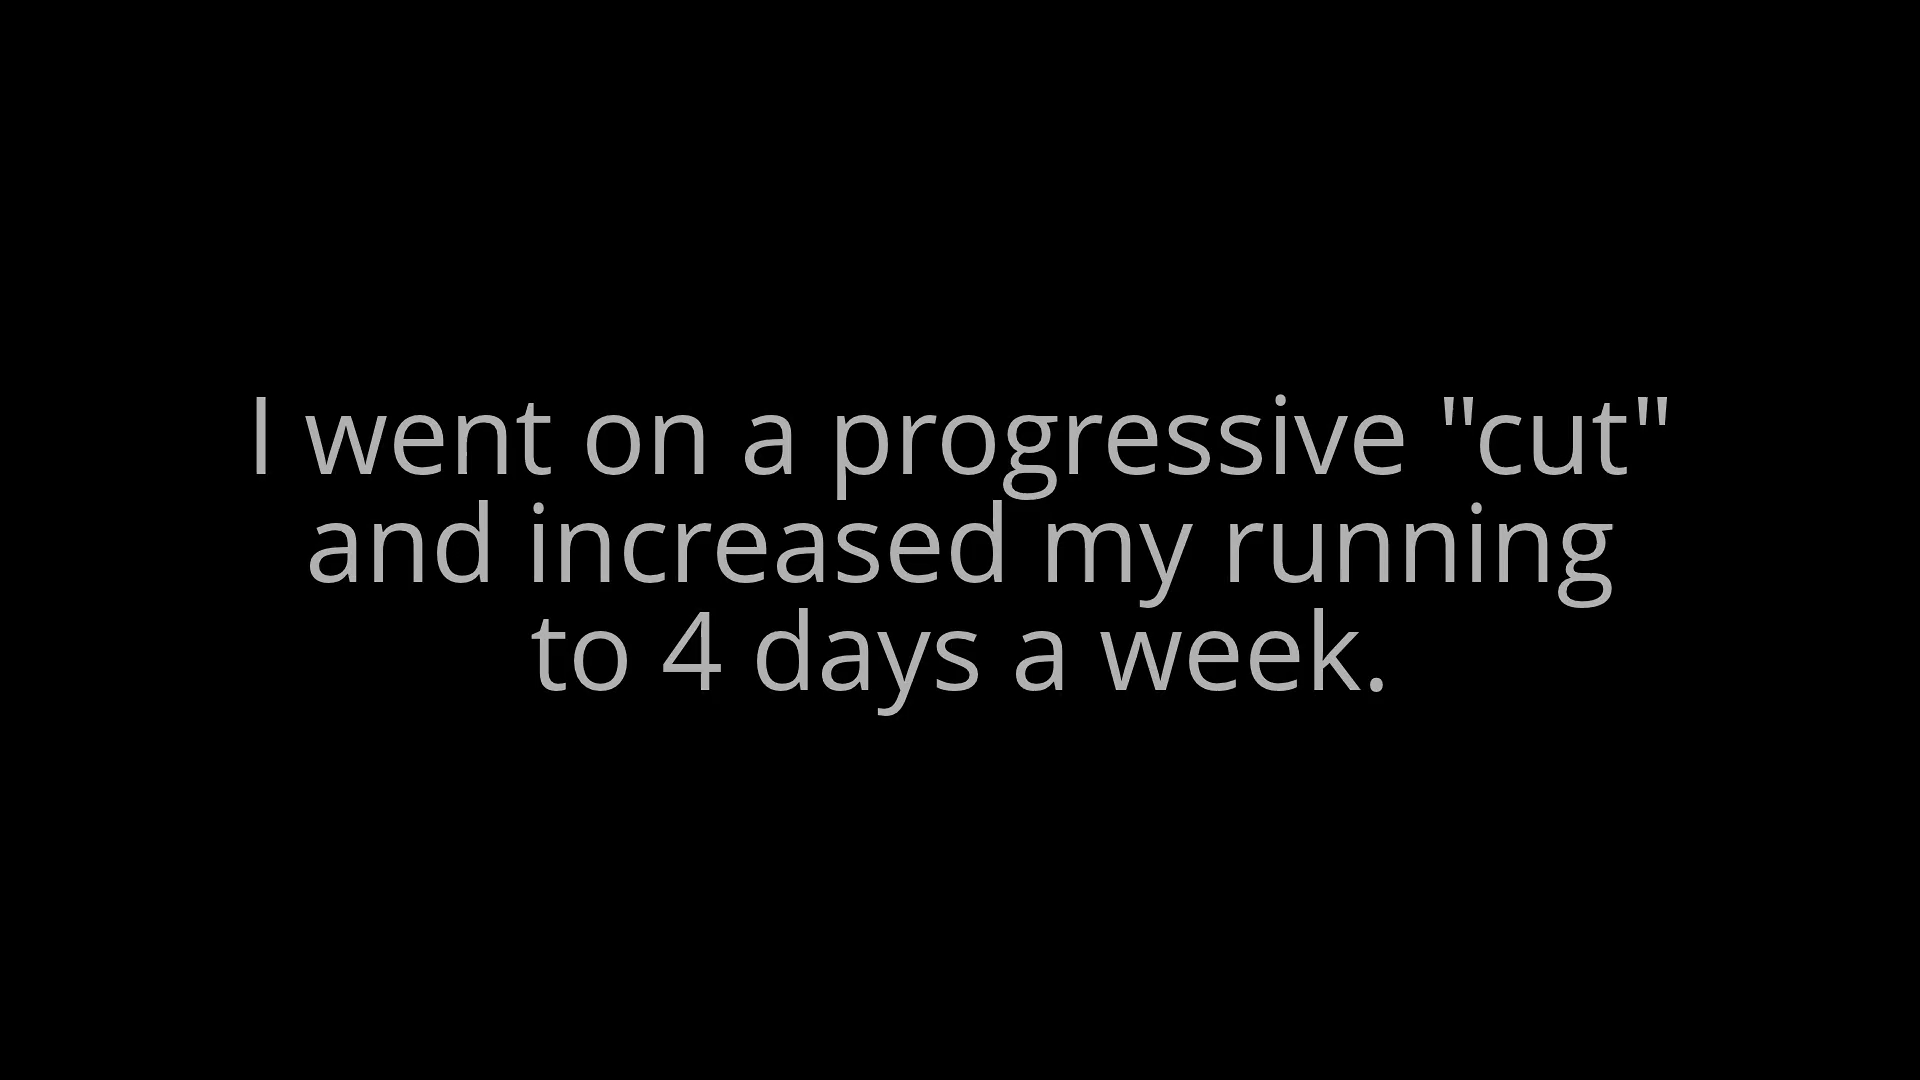 I went on a progressive "cut"
and increased my running
to 4 days a week.